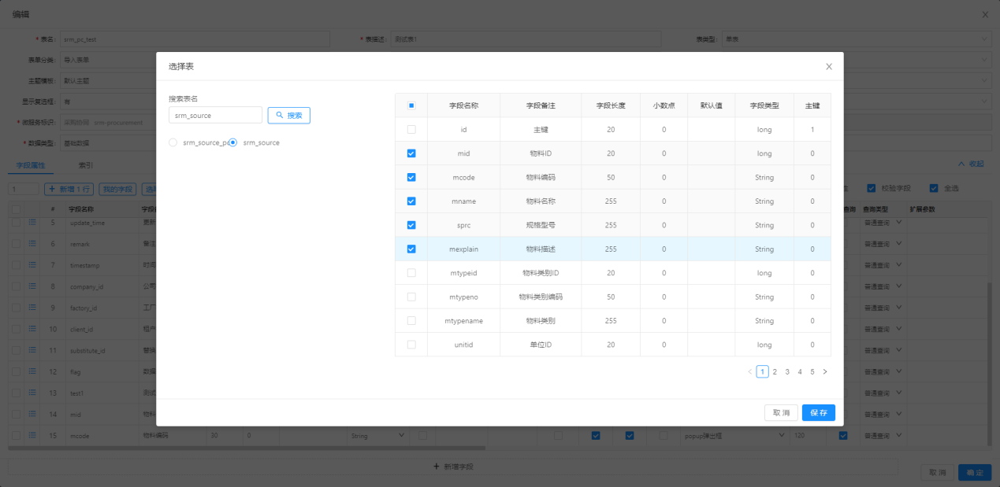 编辑
* 表名: srm_pc_test * 表描述: 测试表1 表类型: 单表
表单分类: 导入表单
主题模板: 默认主题
显示复选框: 有
* 微服务标识: 采购协同 srm-procurement
* 数据类型: 基础数据
字段属性 索引 收起
1 + 新增 1 行 我的字段 校验字段 全选
# 字段名称 查询类型 扩展参数
5 update_time 普通查询
6 remark 备注 普通查询
7 timestamp 时间 普通查询
8 company_id 公司 普通查询
9 factory_id 工厂 普通查询
10 client_id 租户 普通查询
11 substitute_id 替换 普通查询
12 flag 数据 普通查询
13 test1 测试 普通查询
14 mid 物料 普通查询
15 mcode 物料编码 30 0 String popup弹出框 120 普通查询
+ 新增字段
取 消 确 定
选择表
搜索表名
srm_source 搜索
srm_source_pc srm_source
字段名称 字段备注 字段长度 小数点 默认值 字段类型 主键
id 主键 20 0 long 1
mid 物料ID 20 0 long 0
mcode 物料编码 50 0 String 0
mname 物料名称 255 0 String 0
sprc 规格型号 255 0 String 0
mexplain 物料描述 255 0 String 0
mtypeid 物料类别ID 20 0 long 0
mtypeno 物料类别编码 50 0 String 0
mtypename 物料类别 255 0 String 0
unitid 单位ID 20 0 long 0
< 1 2 3 4 5 >
取 消 保 存